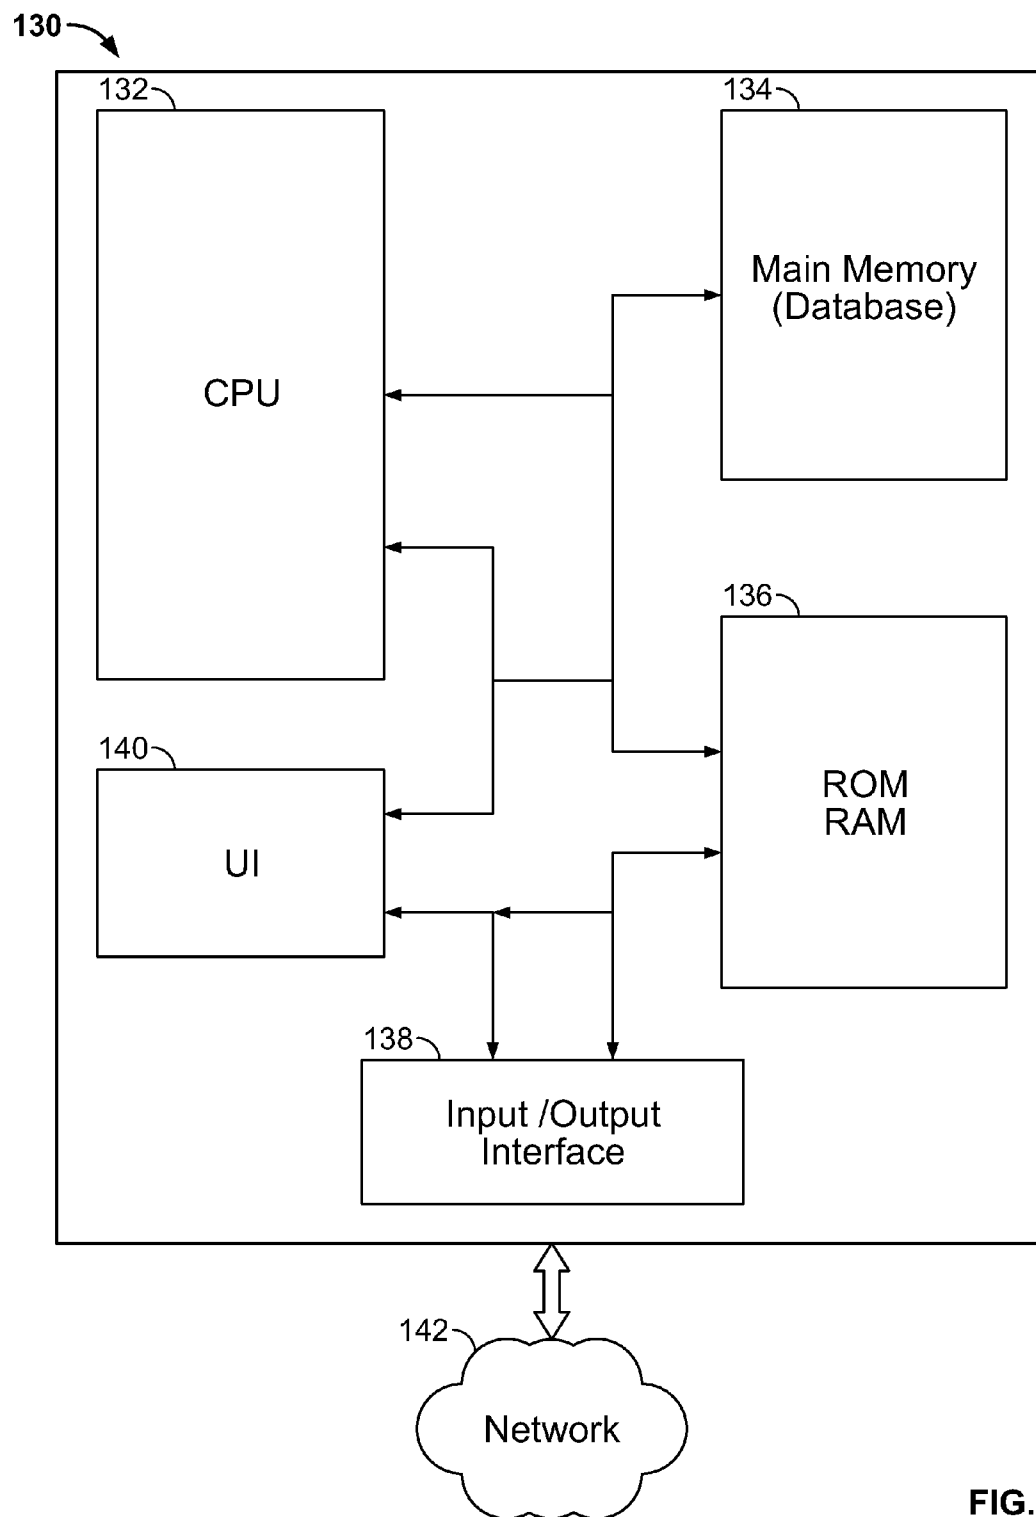 130
132
134
CPU
Main Memory
(Database)
136
140
UI
ROM
RAM
138
Input /Output
Interface
142
Network
FIG.